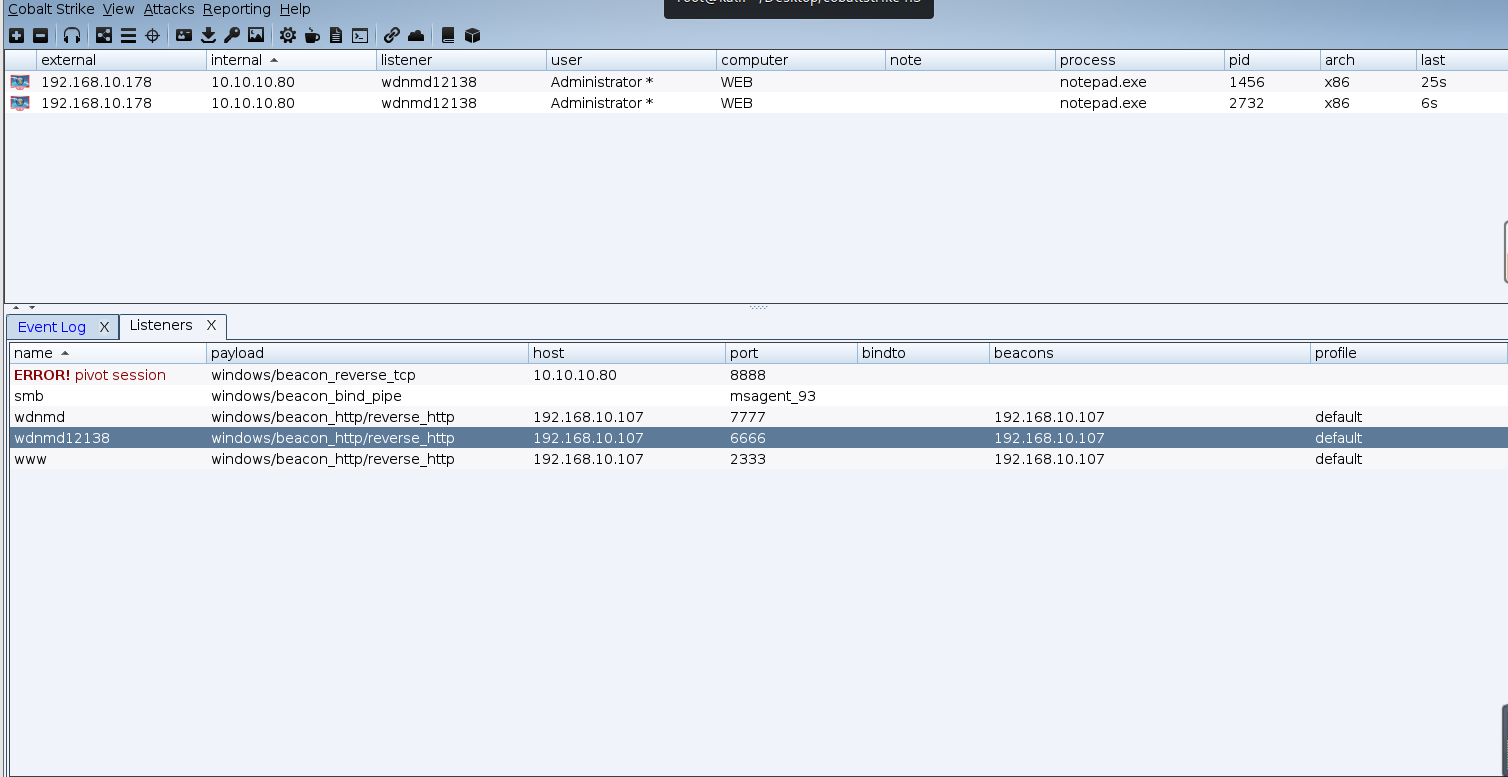 Cobalt Strike View Attacks Reporting Help
external internal listener user computer note process pid arch last
192.168.10.178 10.10.10.80 wdnmd12138 Administrator * WEB notepad.exe 1456 x86 25s
192.168.10.178 10.10.10.80 wdnmd12138 Administrator * WEB notepad.exe 2732 x86 6s
Event Log X Listeners X
name payload host port bindto beacons profile
ERROR! pivot session windows/beacon_reverse_tcp 10.10.10.80 8888
smb windows/beacon_bind_pipe msagent_93
wdnmd windows/beacon_http/reverse_http 192.168.10.107 7777 192.168.10.107 default
wdnmd12138 windows/beacon_http/reverse_http 192.168.10.107 6666 192.168.10.107 default
www windows/beacon_http/reverse_http 192.168.10.107 2333 192.168.10.107 default